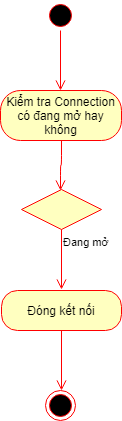 Kiểm tra Connection
có đang mở hay
không
Đang mở
Đóng kết nối